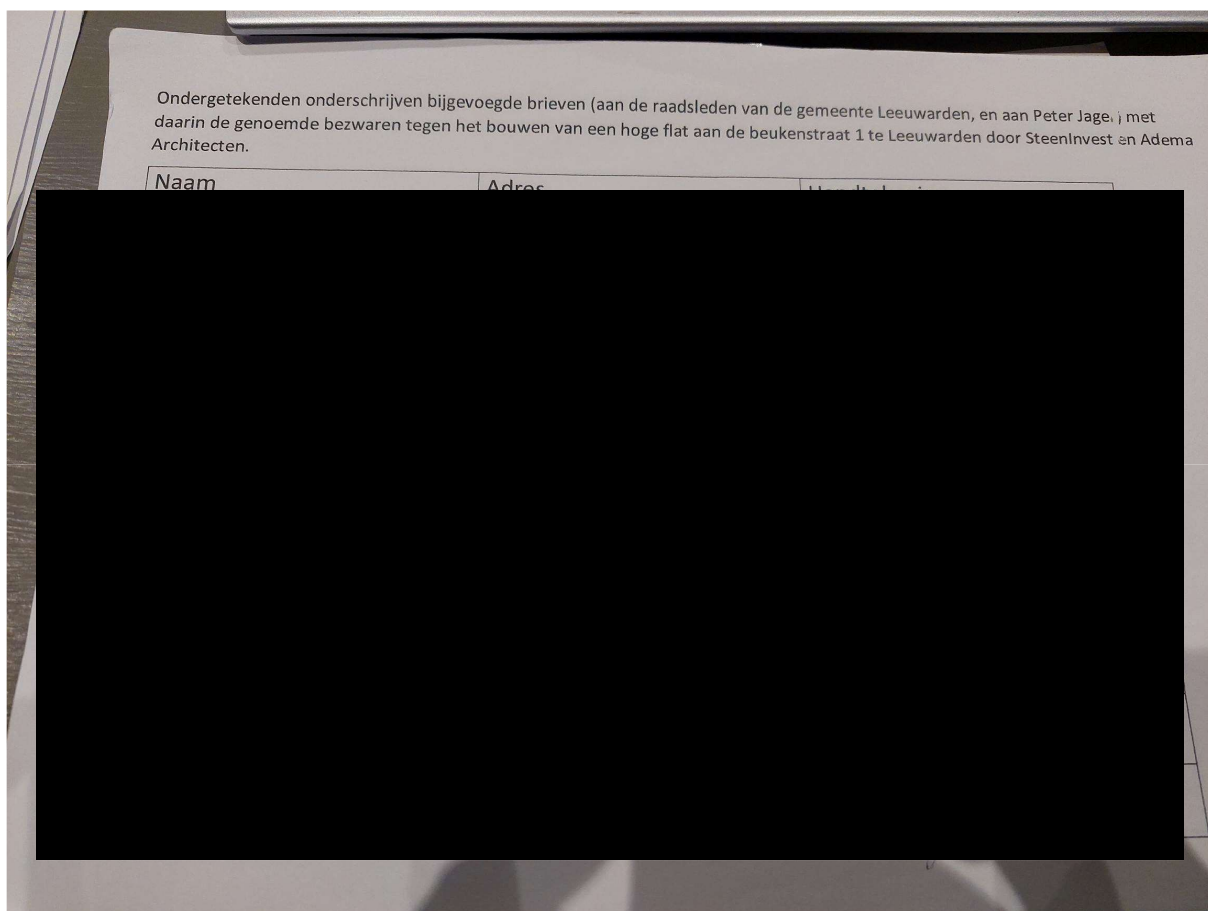 Ondergetekenden onderschrijven bijgevoegde brieven (aan de raadsleden van de gemeente Leeuwarden, en aan Peter Jage. ) met
daarin de genoemde bezwaren tegen het bouwen van een hoge flat aan de beukenstraat 1 te Leeuwarden door SteenInvest en Adema
Architecten.
Naam Adres